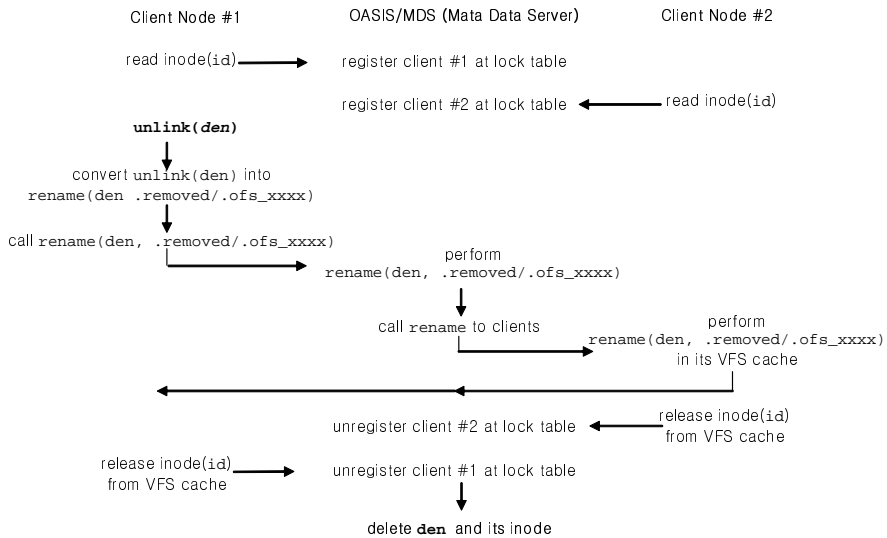 Client Node #1 OASIS/MDS (Mata Data Server) Client Node #2
read inode(id) register client #1 at lock table
register client #2 at lock table read inode(id)
unlink(den)
convert unlink(den) into
rename(den .removed/.ofs_xxxx)
call rename(den, .removed/.ofs_xxxx)
perform
rename(den, .removed/.ofs_xxxx)
call rename to clients
perform
rename(den, .removed/.ofs_xxxx)
in its VFS cache
unregister client #2 at lock table
release inode(id)
from VFS cache
release inode(id)
from VFS cache
unregister client #1 at lock table
delete den and its inode